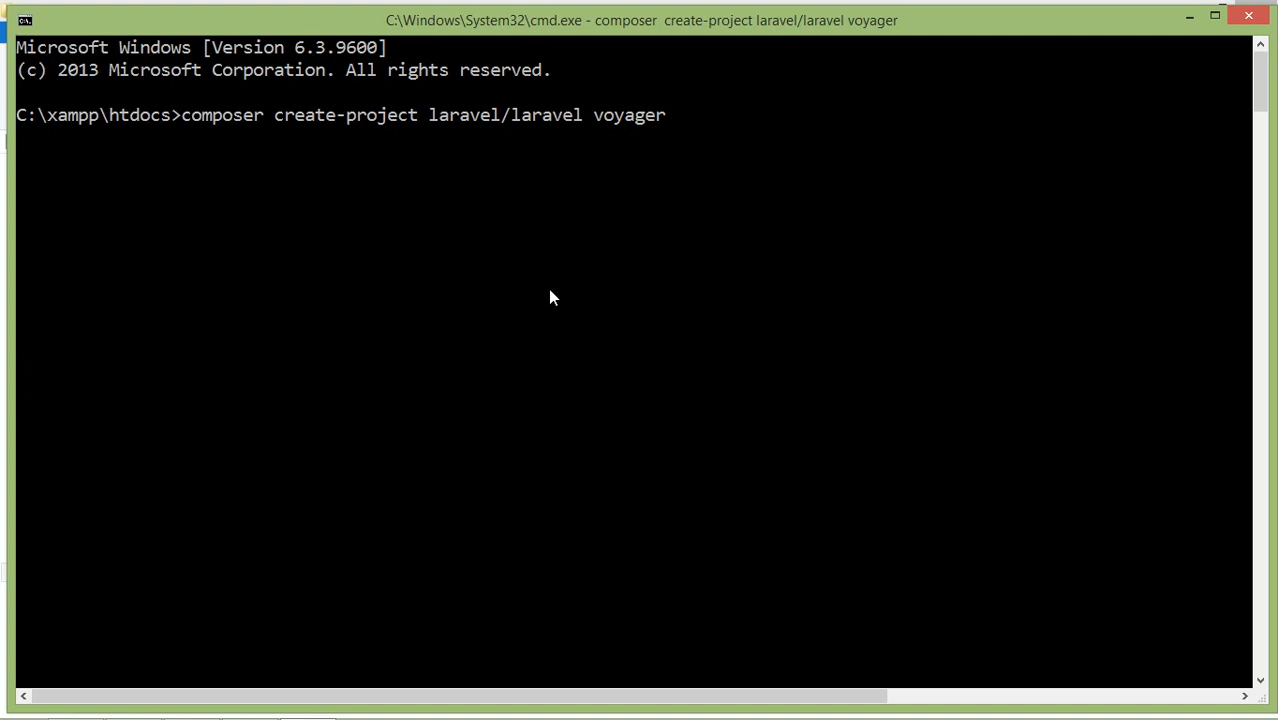 C:\Windows\System32\cmd.exe - composer  create-project laravel/laravel voyager
Microsoft Windows [Version 6.3.9600]
(c) 2013 Microsoft Corporation. All rights reserved.
C:\xampp\htdocs>composer create-project laravel/laravel voyager